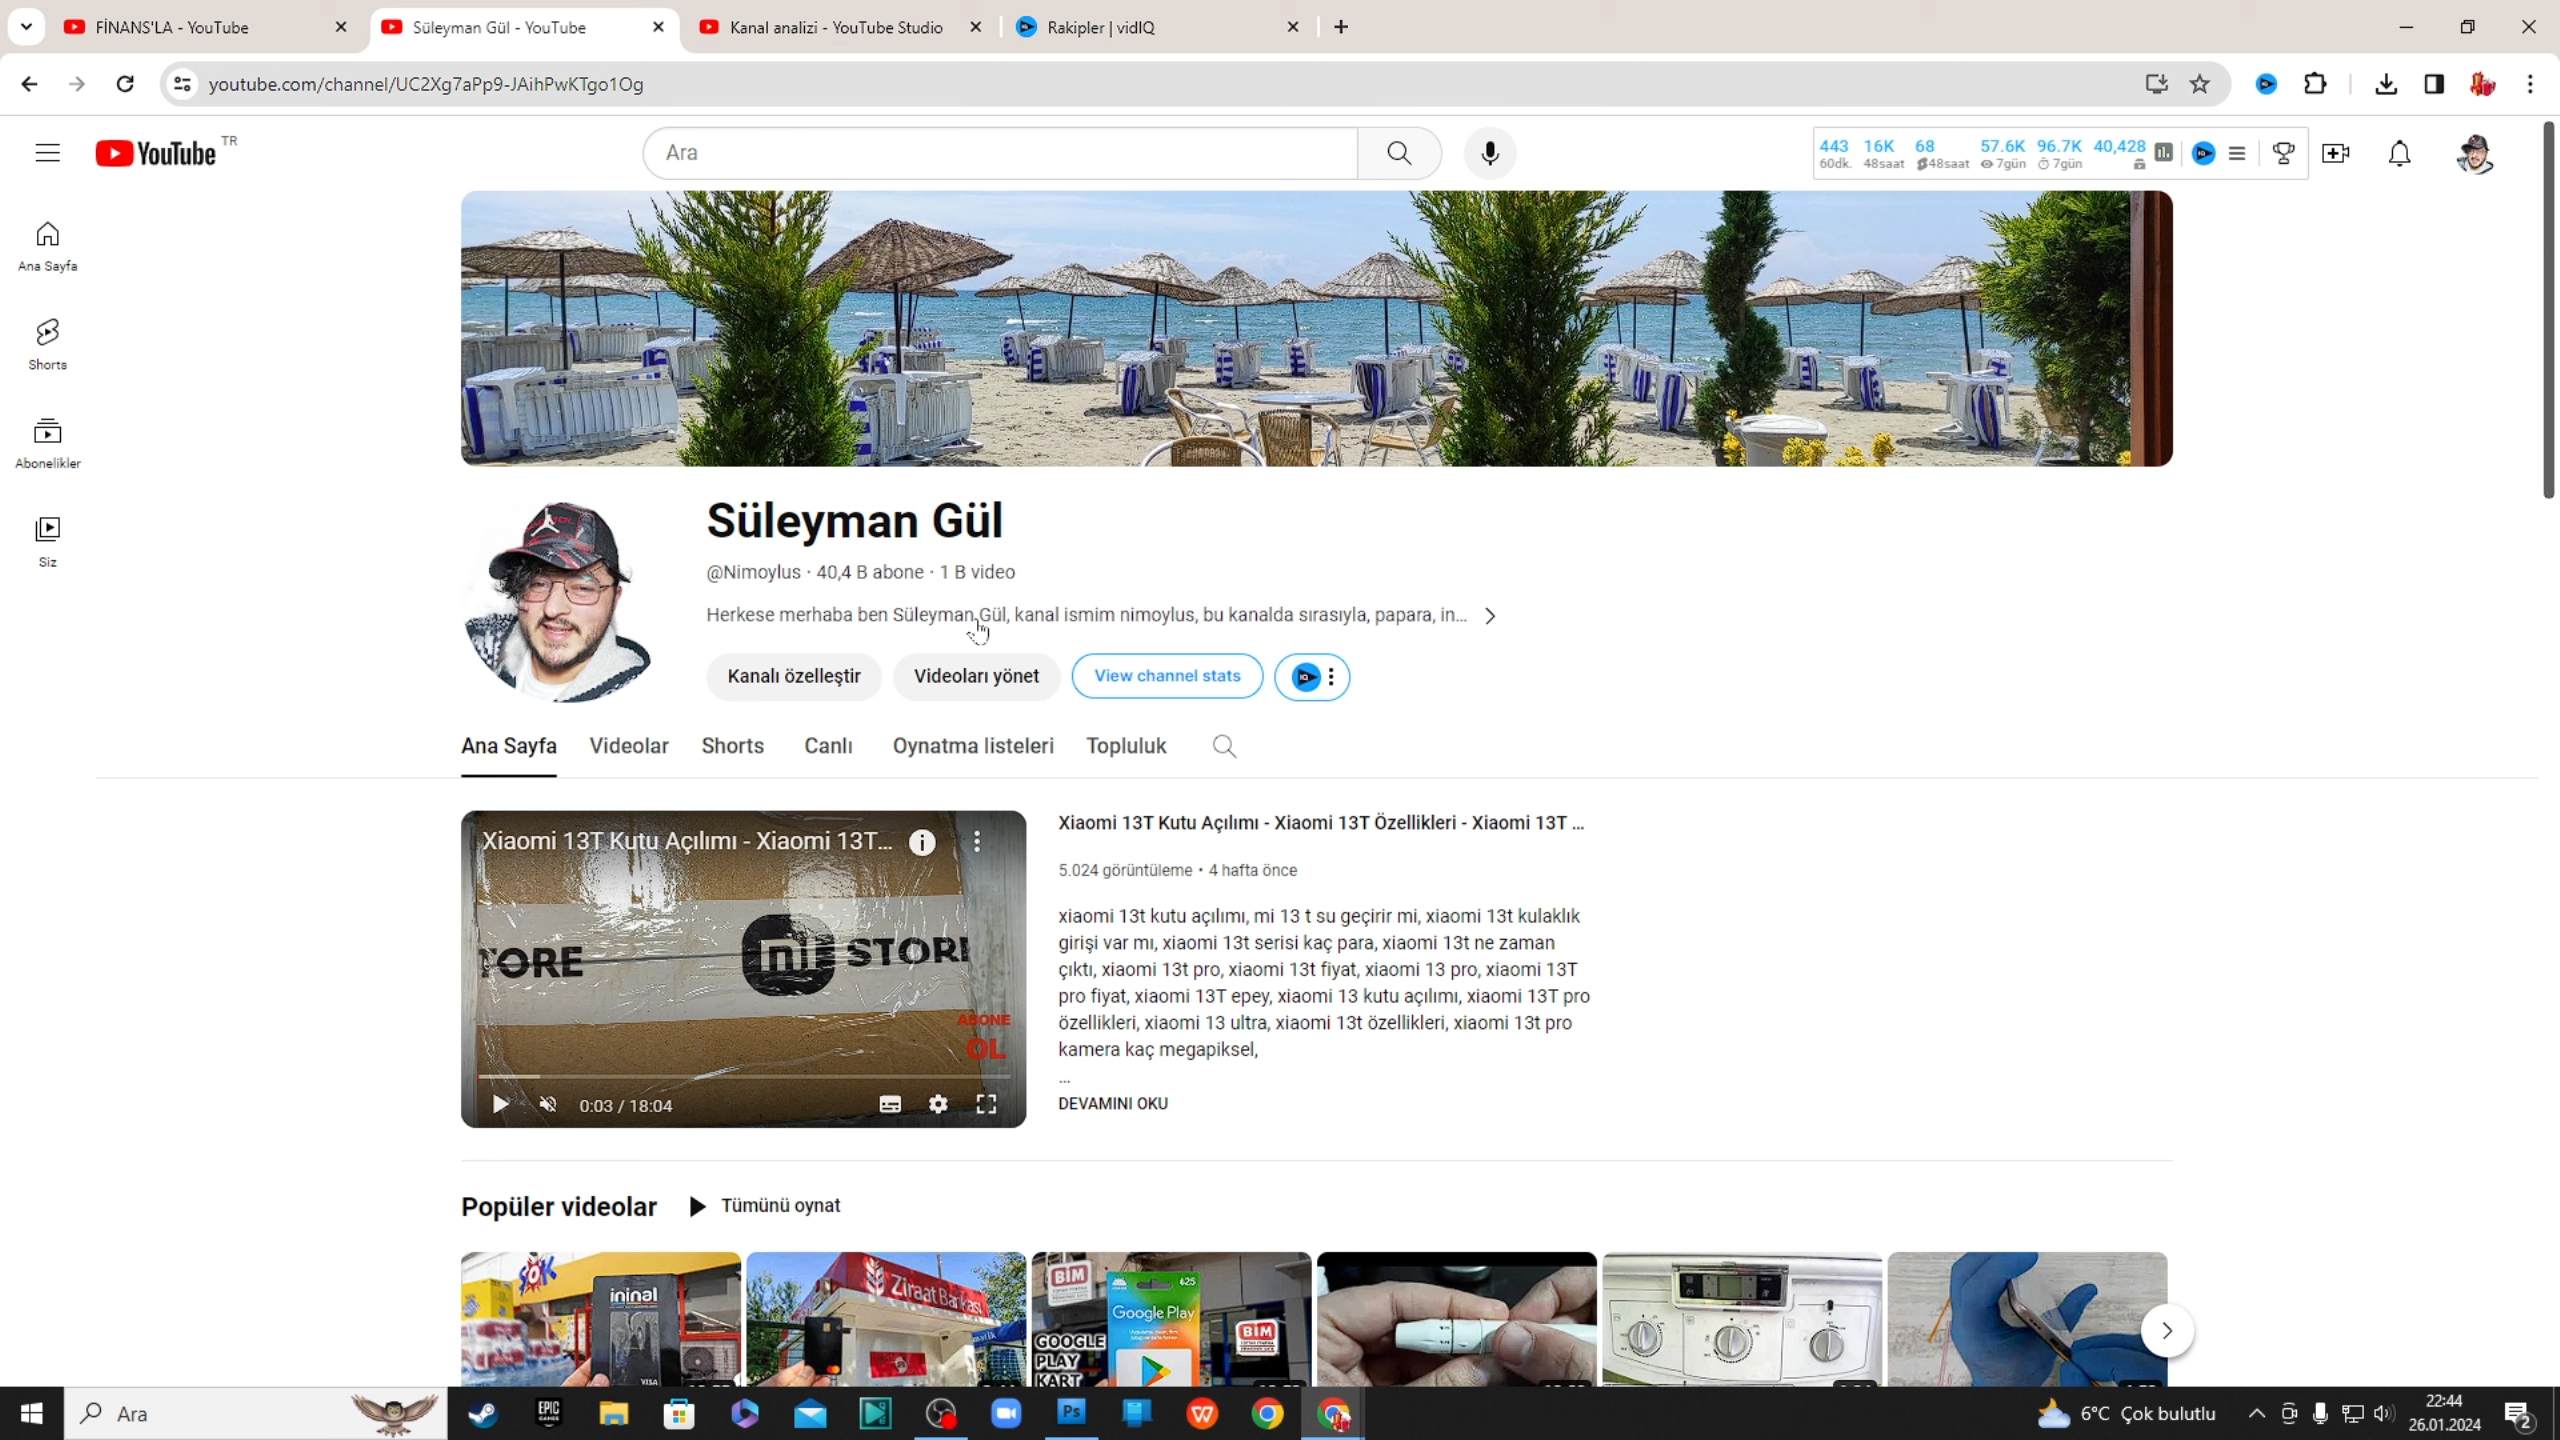 FİNANS'LA - YouTube
Süleyman Gül - YouTube
Kanal analizi - YouTube Studio
Rakipler | vidIQ
youtube.com/channel/UC2Xg7aPp9-JAihPwKTgo1Og
YouTube TR
Ara
443 16K 68 57.6K 96.7K 40,428
60dk. 48saat 48saat 7gün 7gün
Ana Sayfa
Shorts
Abonelikler
Siz
Süleyman Gül
@Nimoylus · 40,4 B abone · 1 B video
Herkese merhaba ben Süleyman Gül, kanal ismim nimoylus, bu kanalda sırasıyla, papara, in...
Kanalı özelleştir
Videoları yönet
View channel stats
Ana Sayfa Videolar Shorts Canlı Oynatma listeleri Topluluk
Xiaomi 13T Kutu Açılımı - Xiaomi 13T...
TORE
mi STORE
ABONE
OL
0:03 / 18:04
Xiaomi 13T Kutu Açılımı - Xiaomi 13T Özellikleri - Xiaomi 13T ...
5.024 görüntüleme • 4 hafta önce
xiaomi 13t kutu açılımı, mi 13 t su geçirir mi, xiaomi 13t kulaklık
girişi var mı, xiaomi 13t serisi kaç para, xiaomi 13t ne zaman
çıktı, xiaomi 13t pro, xiaomi 13t fiyat, xiaomi 13 pro, xiaomi 13T
pro fiyat, xiaomi 13T epey, xiaomi 13 kutu açılımı, xiaomi 13T pro
özellikleri, xiaomi 13 ultra, xiaomi 13t özellikleri, xiaomi 13t pro
kamera kaç megapiksel,
...
DEVAMINI OKU
Popüler videolar
Tümünü oynat
ŞOK
ininal
VISA
Ziraat Bankası
BİM
₺25
Google Play
BİM
GOOGLE
PLAY
KART
Ara
EPIC
GAMES
Ps
6°C Çok bulutlu
22:44
26.01.2024
2